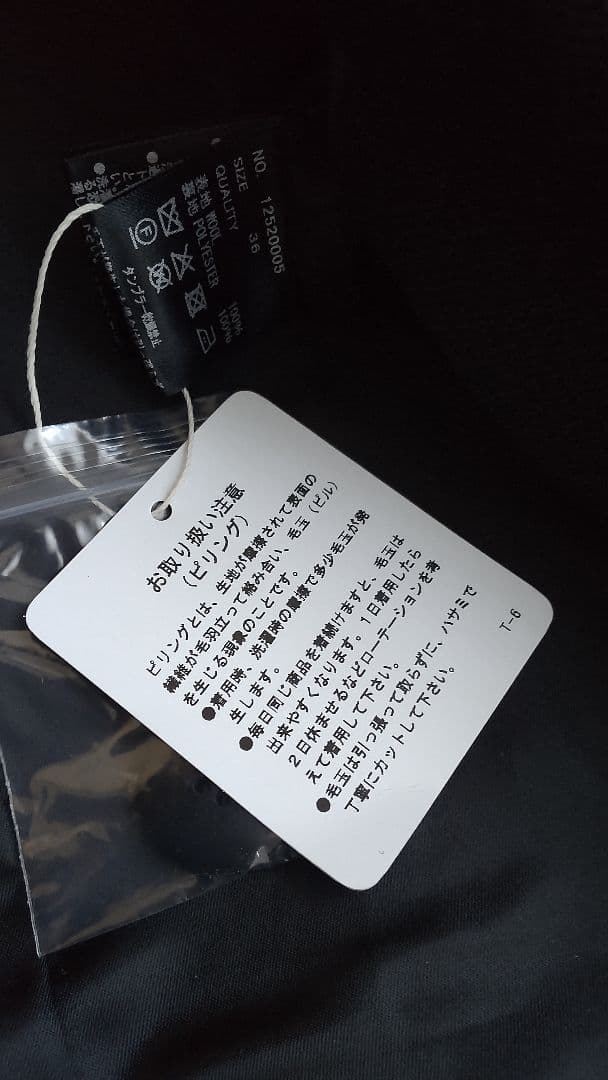 NO. 12520005
SIZE 36
QUALITY
表地 WOOL 100%
裏地 POLYESTER 100%
F
タンブラー乾燥禁止
お取り扱い注意
(ピリング)
ピリングとは、生地が摩擦されて表面の
繊維が毛羽立って絡み合い、毛玉（ピル）
を生じる現象のことです。
●着用時、洗濯時の摩擦で多少毛玉が発
生します。
●毎日同じ商品を着続けますと、毛玉は
出来やすくなります。1日着用したら
2日休ませるなどローテーションを考
えて着用して下さい。
●毛玉は引っ張って取らずに、ハサミで
丁寧にカットして下さい。
T-6